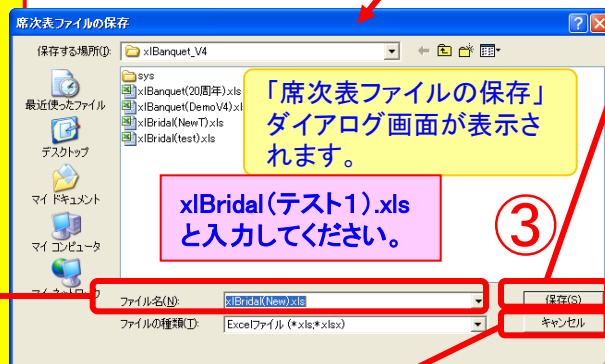 席次表ファイルの保存
保存する場所(I):
xlBanquet_V4
sys
xlBanquet(20周年).xls
xlBanquet(DemoV4).xls
xlBridal(NewT).xls
xlBridal(test).xls
最近使ったファイル
デスクトップ
マイ ドキュメント
マイ コンピュータ
「席次表ファイルの保存」
ダイアログ画面が表示さ
れます。
xlBridal(テスト1).xls
と入力してください。
③
ファイル名(N):
xlBridal(New).xls
保存(S)
ファイルの種類(T):
Excelファイル (*.xls;*.xlsx)
キャンセル